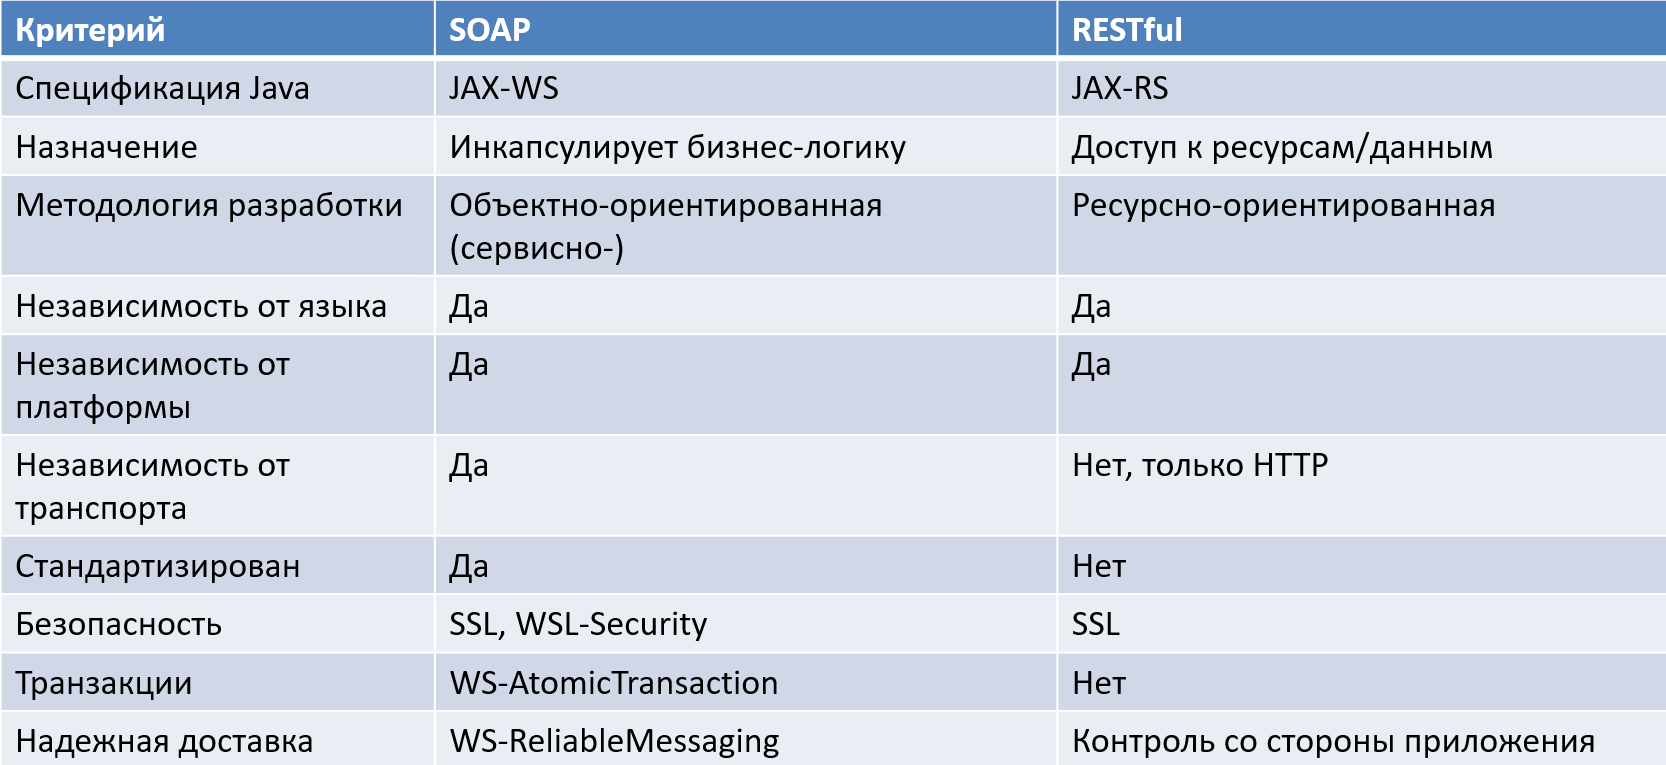 Критерий SOAP RESTful
Спецификация Java JAX-WS JAX-RS
Назначение Инкапсулирует бизнес-логику Доступ к ресурсам/данным
Методология разработки Объектно-ориентированная Ресурсно-ориентированная
(сервисно-)
Независимость от языка Да Да
Независимость от Да Да
платформы
Независимость от Да Нет, только HTTP
транспорта
Стандартизирован Да Нет
Безопасность SSL, WSL-Security SSL
Транзакции WS-AtomicTransaction Нет
Надежная доставка WS-ReliableMessaging Контроль со стороны приложения